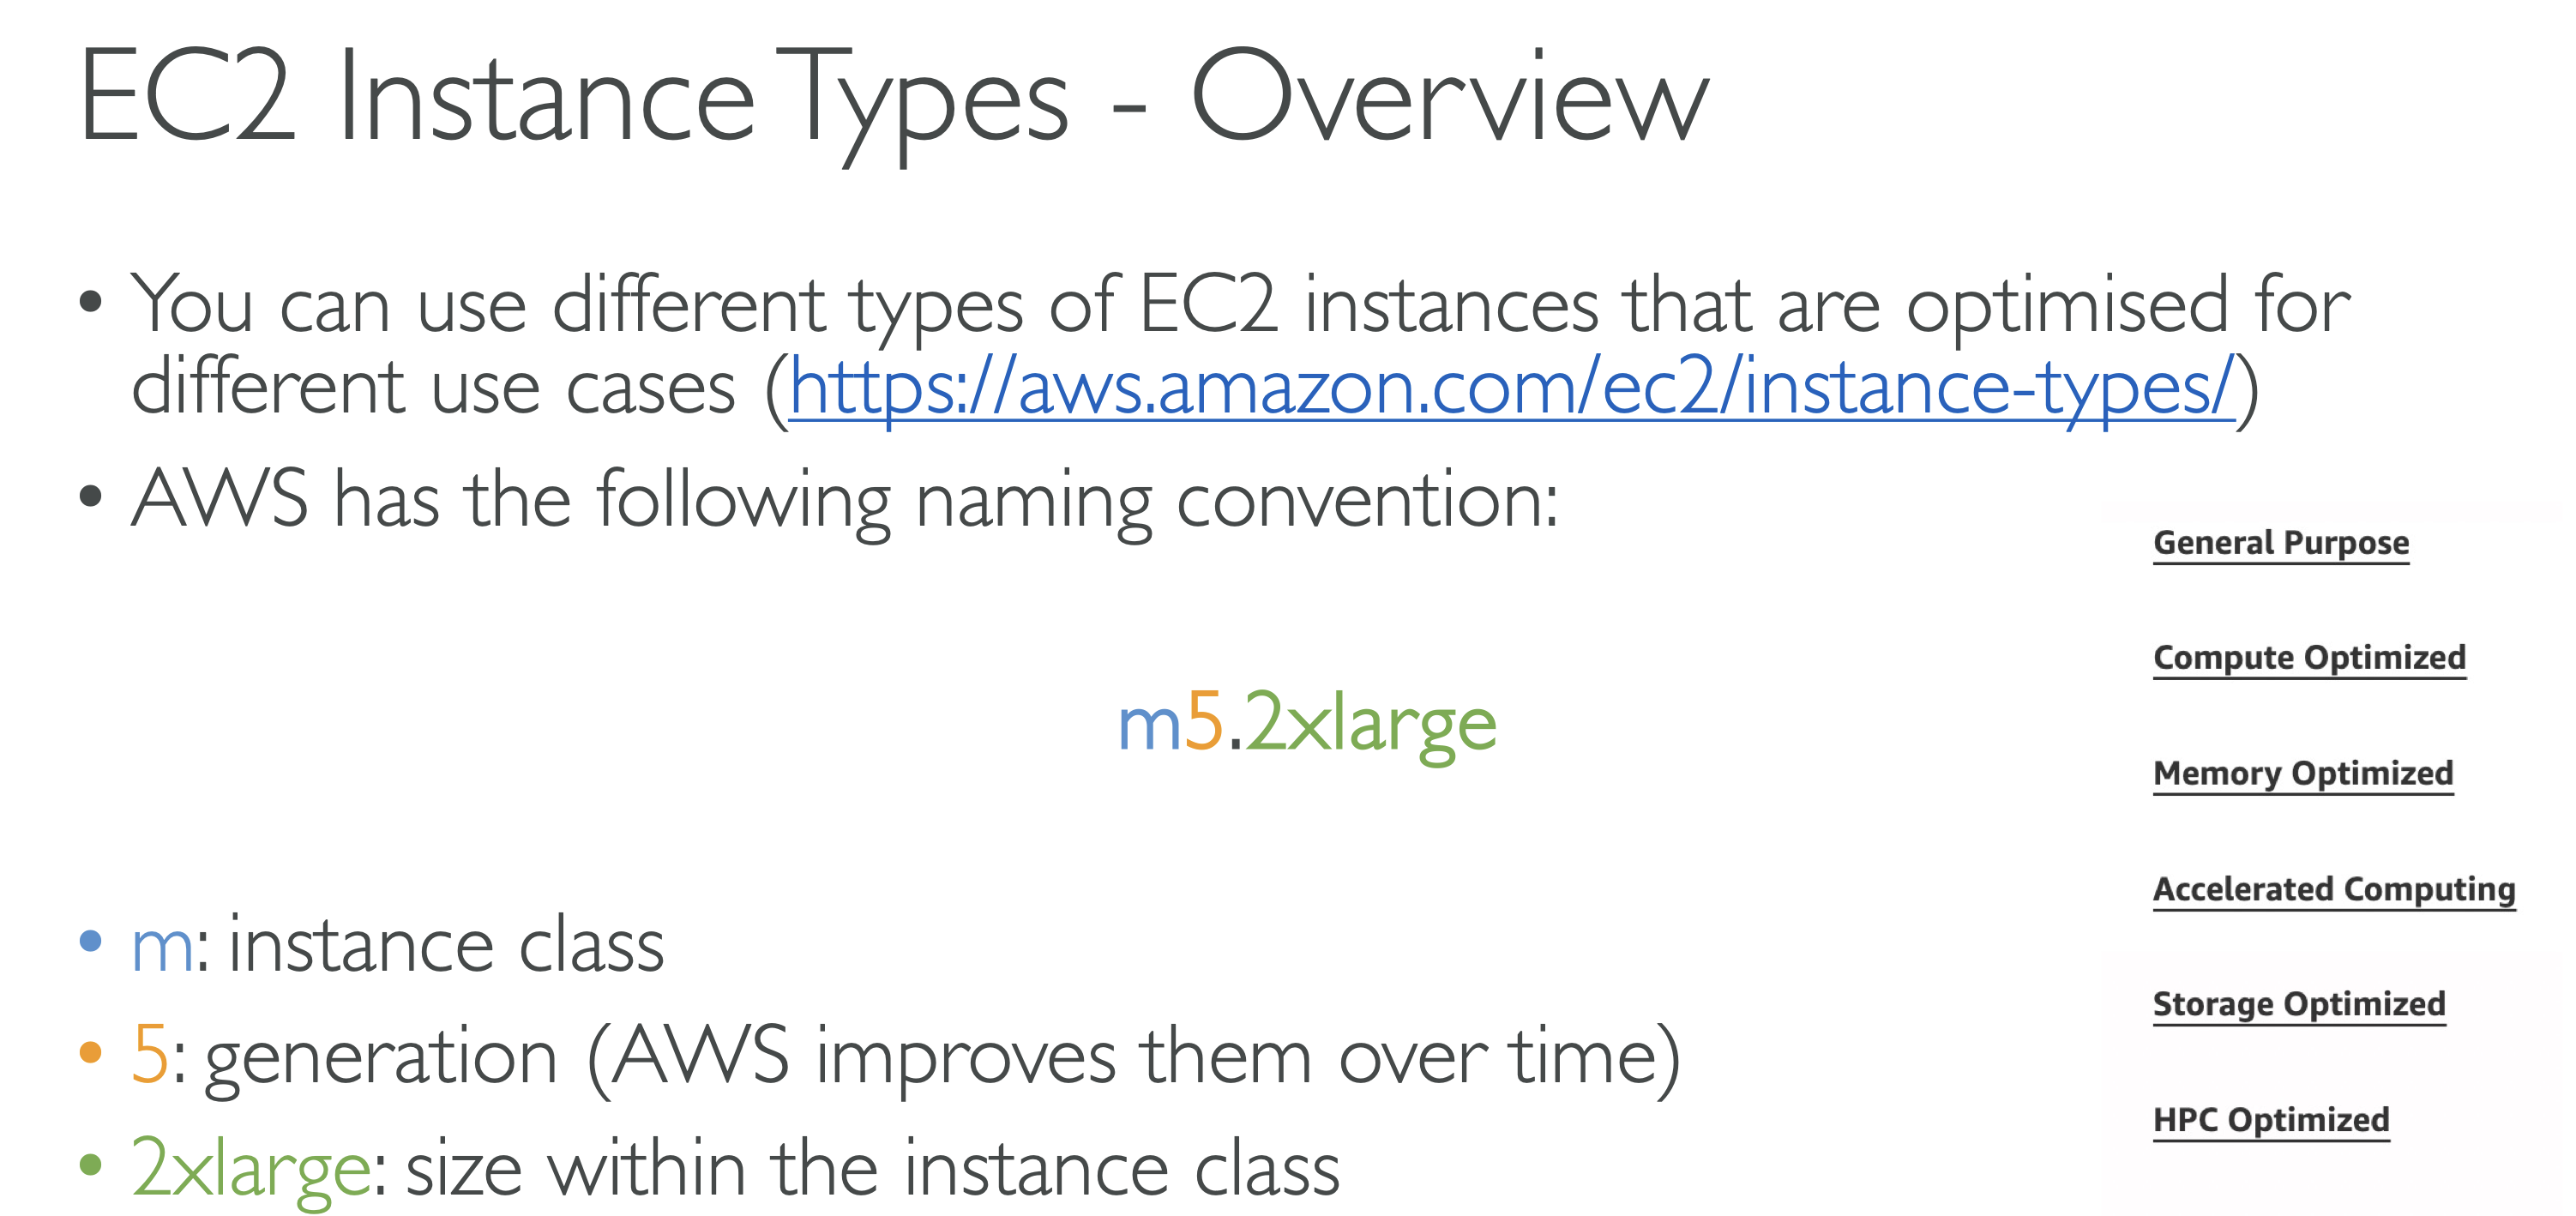 EC2 Instance Types - Overview
• You can use different types of EC2 instances that are optimised for
different use cases (https://aws.amazon.com/ec2/instance-types/)
• AWS has the following naming convention:
m5.2xlarge
• m: instance class
• 5: generation (AWS improves them over time)
• 2xlarge: size within the instance class
General Purpose
Compute Optimized
Memory Optimized
Accelerated Computing
Storage Optimized
HPC Optimized